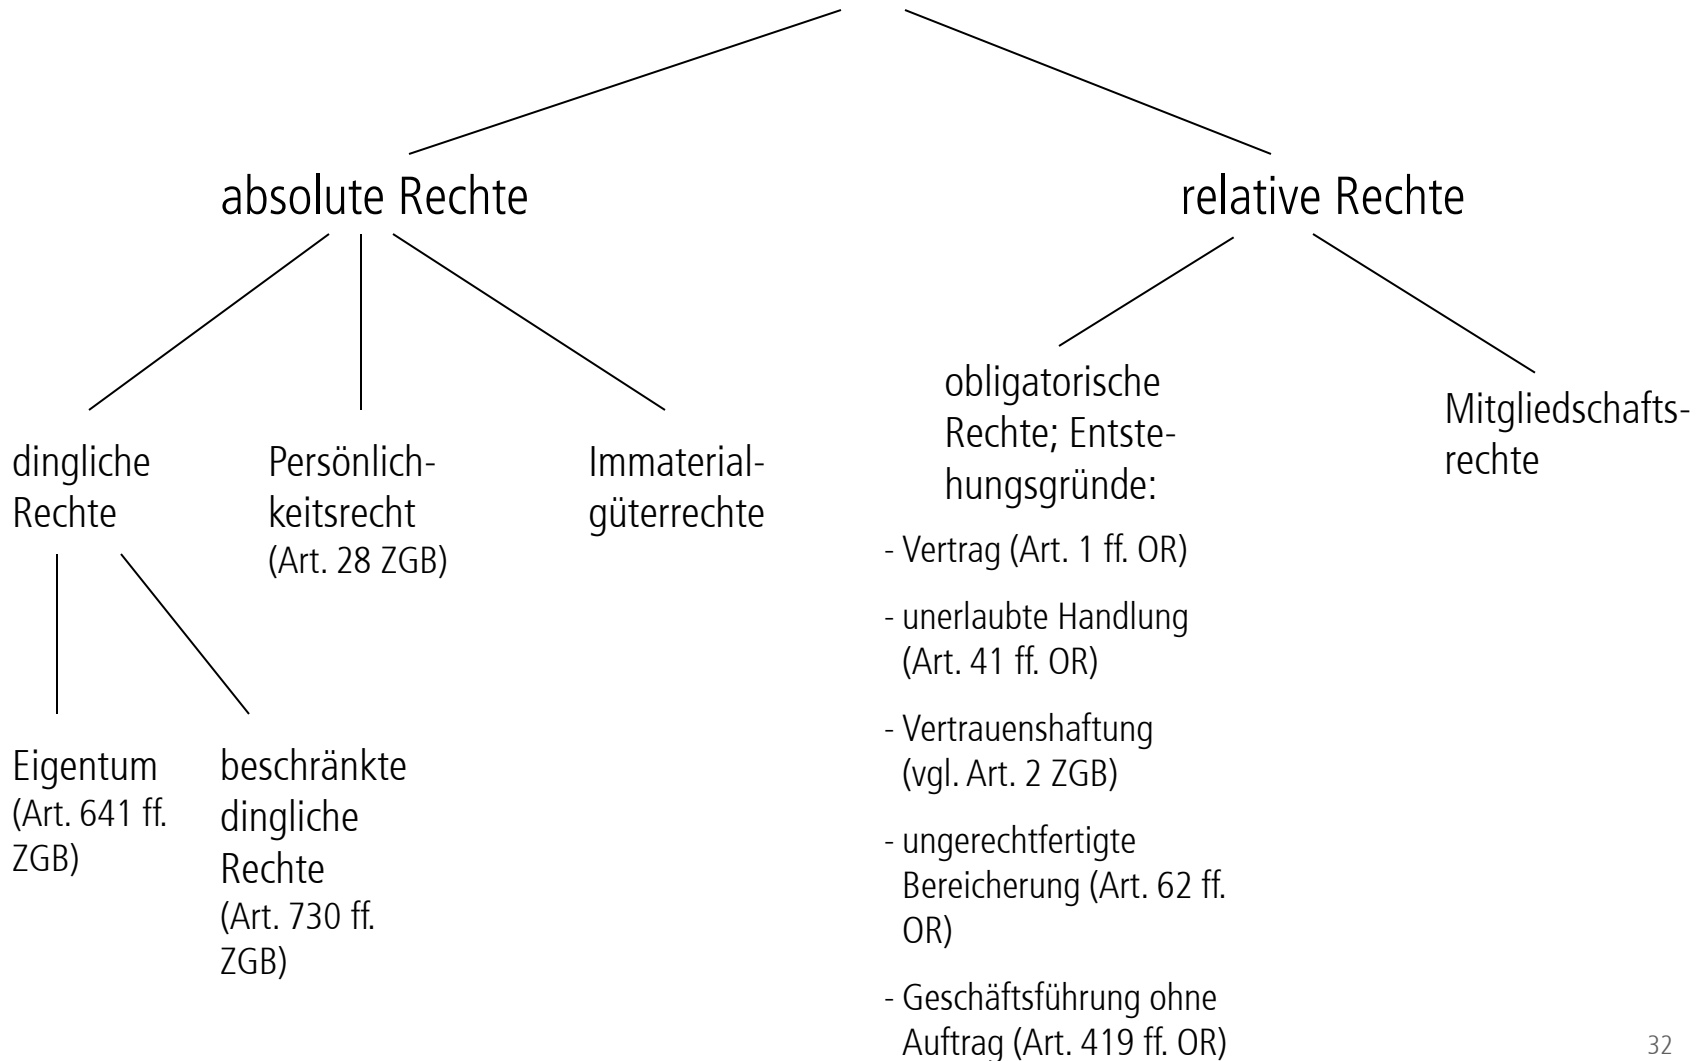 absolute Rechte
relative Rechte
dingliche
Rechte
Persönlich-
keitsrecht
(Art. 28 ZGB)
Immaterial-
güterrechte
obligatorische
Rechte; Entste-
hungsgründe:
Mitgliedschafts-
rechte
- Vertrag (Art. 1 ff. OR)
- unerlaubte Handlung
(Art. 41 ff. OR)
- Vertrauenshaftung
(vgl. Art. 2 ZGB)
- ungerechtfertigte
Bereicherung (Art. 62 ff.
OR)
- Geschäftsführung ohne
Auftrag (Art. 419 ff. OR)
Eigentum
(Art. 641 ff.
ZGB)
beschränkte
dingliche
Rechte
(Art. 730 ff.
ZGB)
32